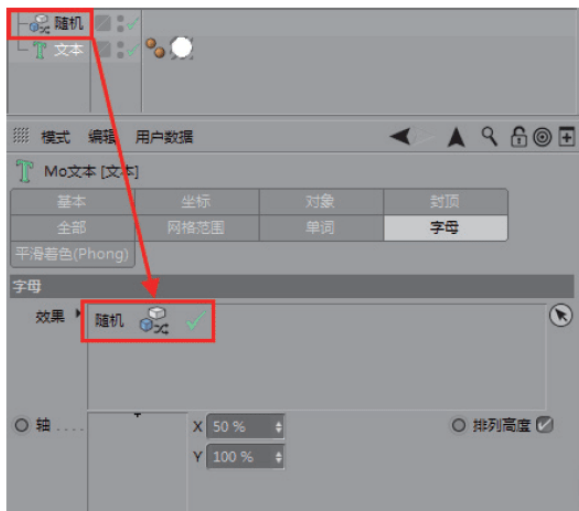 随机
文本
模式 编辑 用户数据
Mo文本 [文本]
基本 坐标 对象 封顶
全部 网格范围 单词 字母
平滑着色(Phong)
字母
效果 随机
轴 . . . . X 50 % 排列高度
Y 100 %